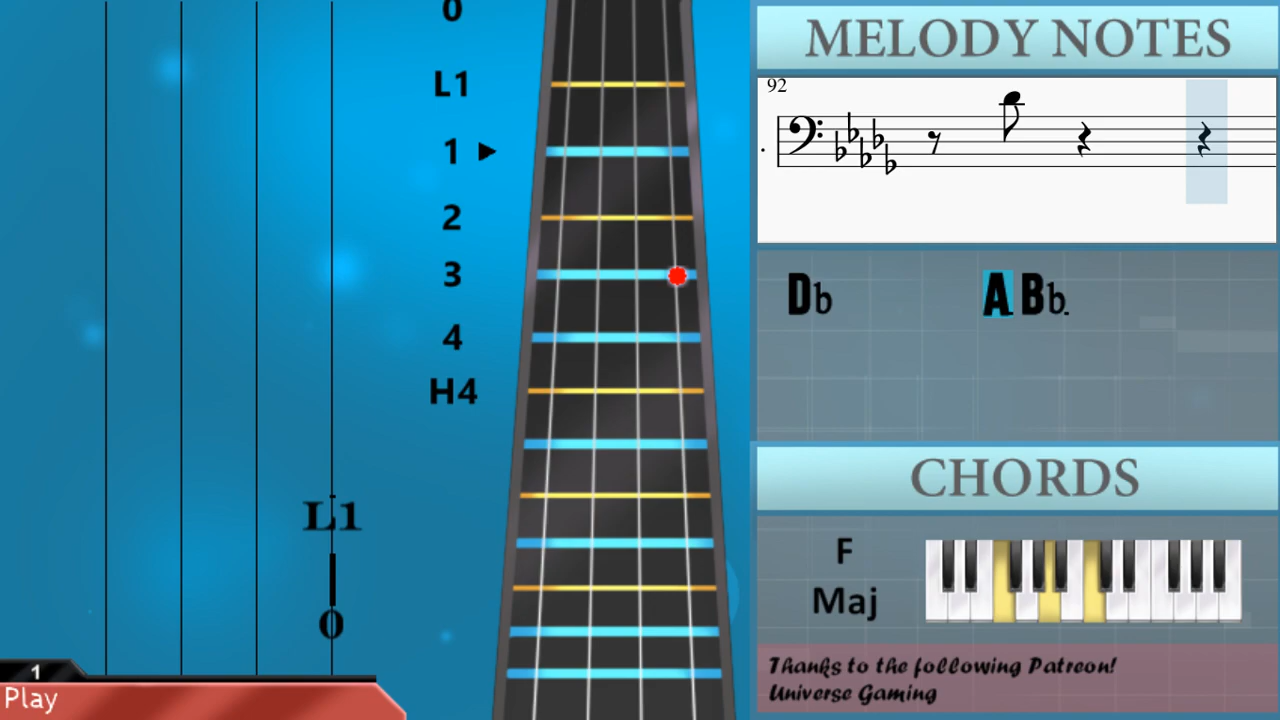 0
L1
1
2
3
4
H4
L1
0
1
Play
MELODY NOTES
92
Db
A Bb.
CHORDS
F
Maj
Thanks to the following Patreon!
Universe Gaming